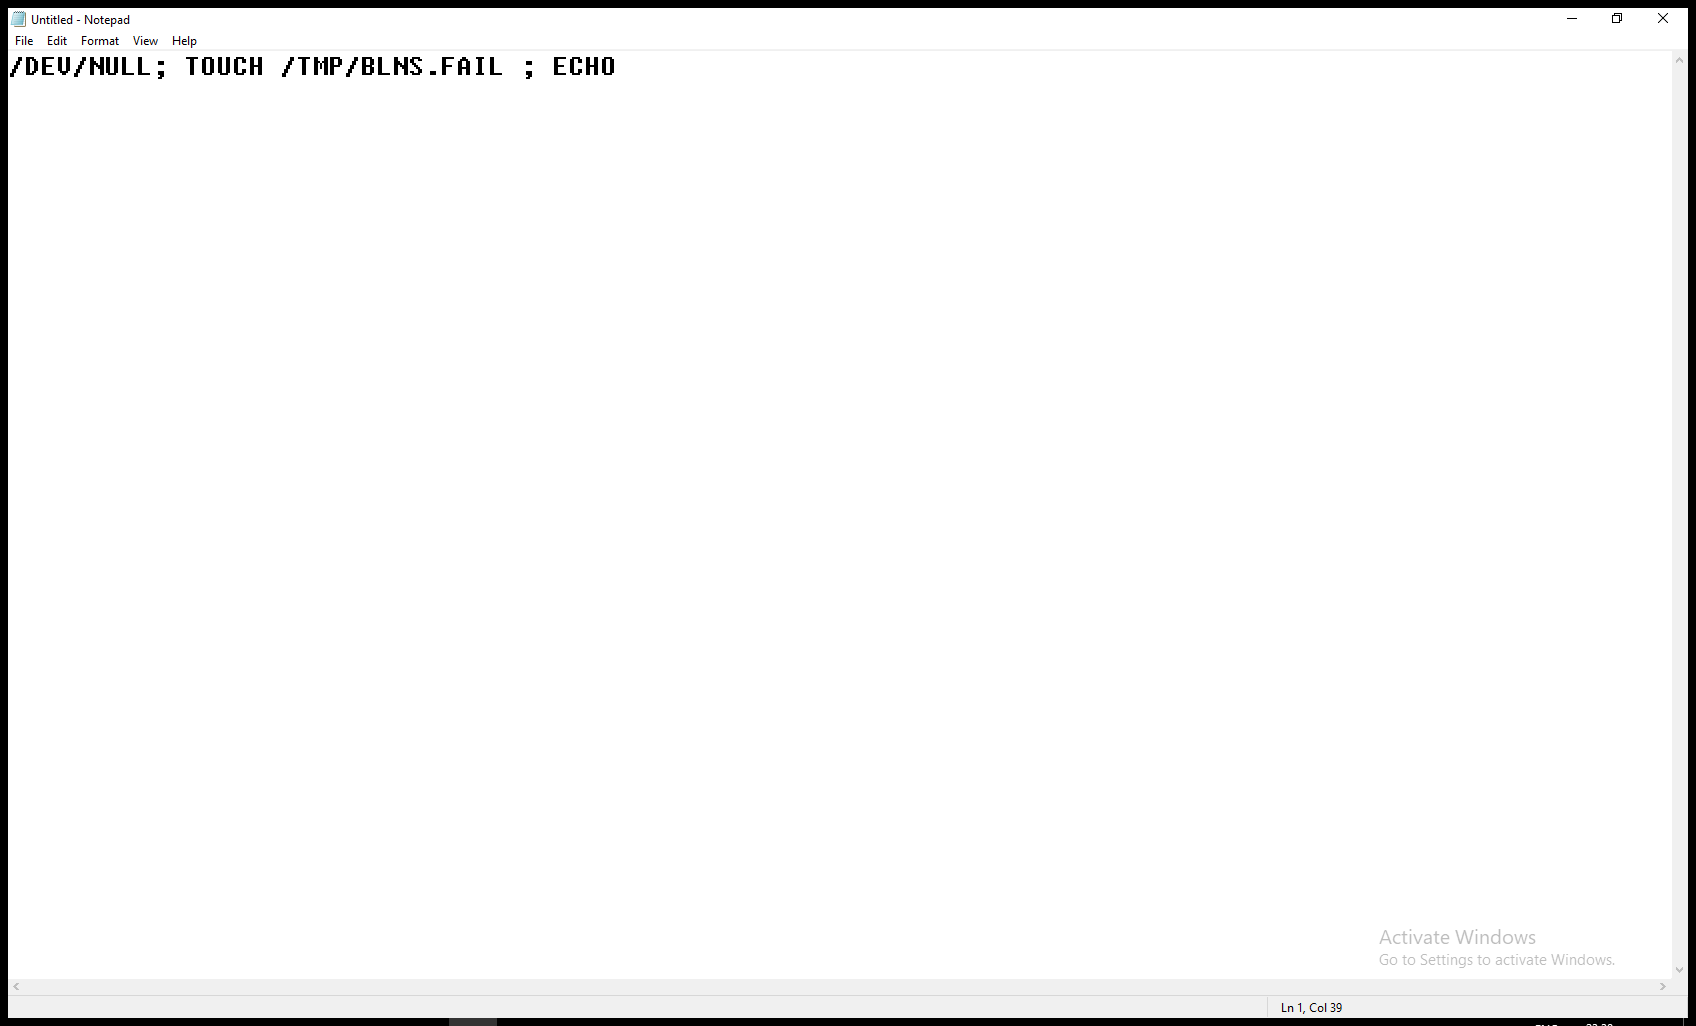 Untitled - Notepad
File Edit Format View Help
/DEV/NULL; TOUCH /TMP/BLNS.FAIL ; ECHO
Activate Windows
Go to Settings to activate Windows.
Ln 1, Col 39